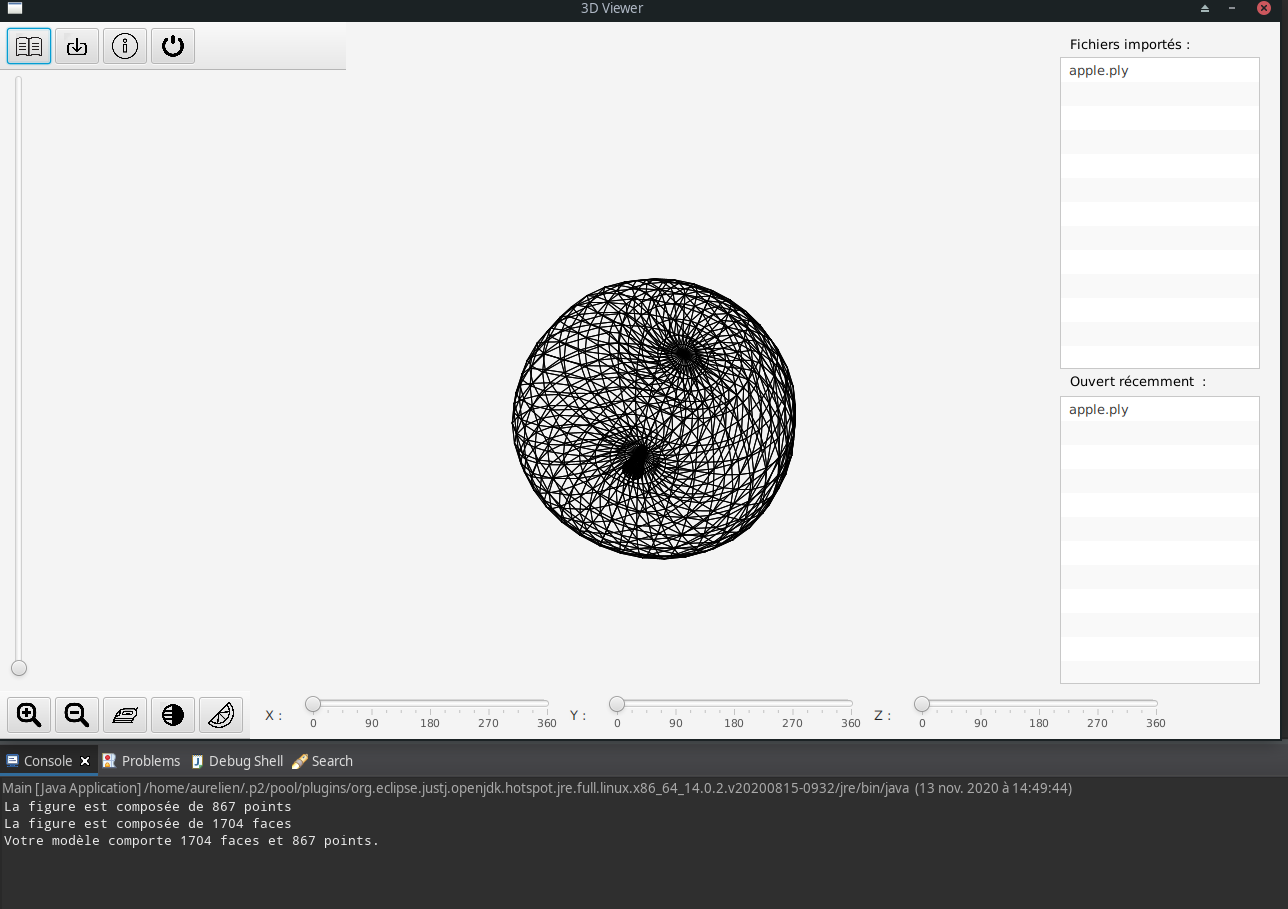 3D Viewer
Fichiers importés :
apple.ply
Ouvert récemment :
apple.ply
X :
0 90 180 270 360
Y :
0 90 180 270 360
Z :
0 90 180 270 360
Console Problems Debug Shell Search
Main [Java Application] /home/aurelien/.p2/pool/plugins/org.eclipse.justj.openjdk.hotspot.jre.full.linux.x86_64_14.0.2.v20200815-0932/jre/bin/java (13 nov. 2020 à 14:49:44)
La figure est composée de 867 points
La figure est composée de 1704 faces
Votre modèle comporte 1704 faces et 867 points.